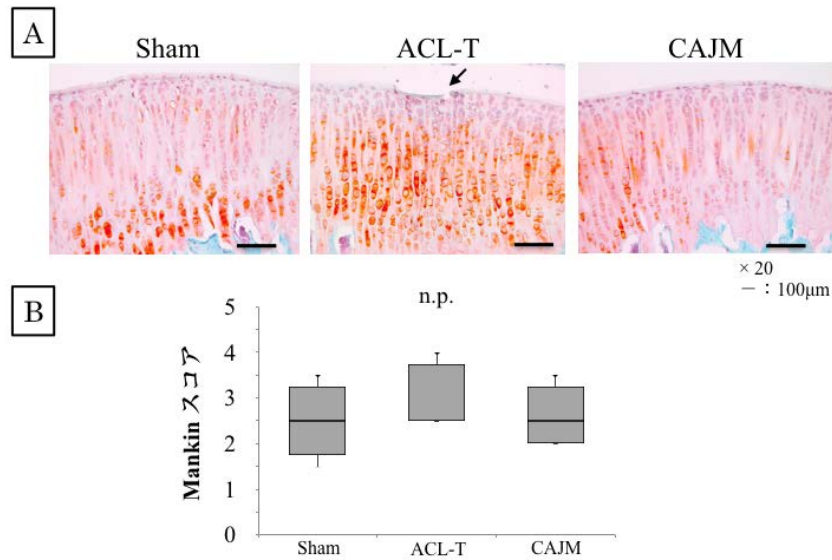 A
Sham ACL-T CAJM
× 20
－：100μm
B
n.p.
Mankin スコア
5
4
3
2
1
0
Sham ACL-T CAJM